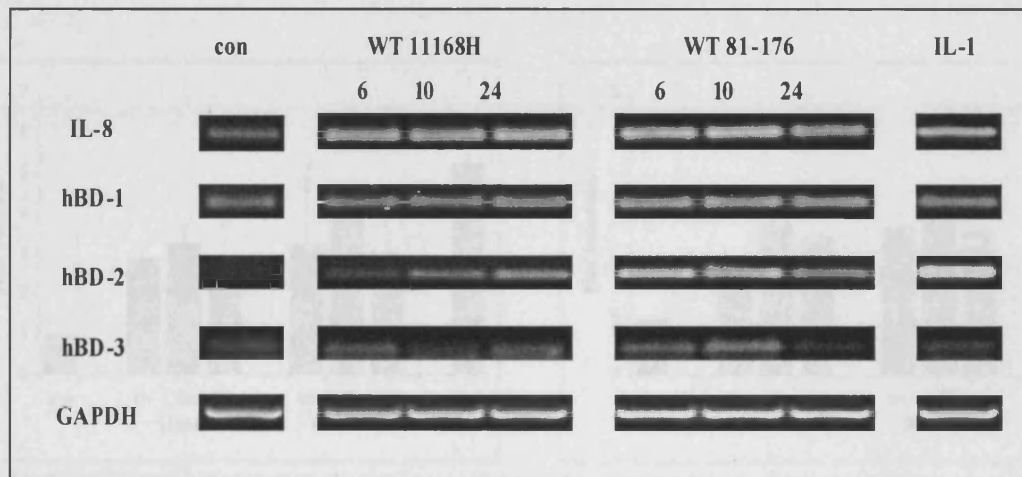 con WT 11168H WT 81-176 IL-1
6 10 24 6 10 24
IL-8
hBD-1
hBD-2
hBD-3
GAPDH